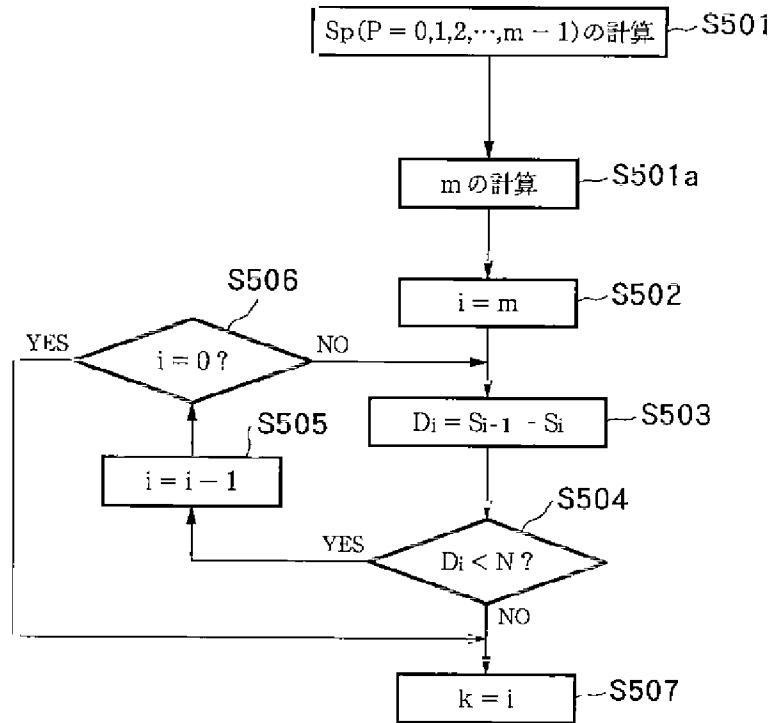 Sp(P = 0,1,2,⋯,m − 1)の計算
S501
mの計算
S501a
i = m
S502
S506
YES
i = 0 ?
NO
Di = Si-1 - Si
S503
S505
i = i − 1
S504
YES
Di < N ?
NO
k = i
S507